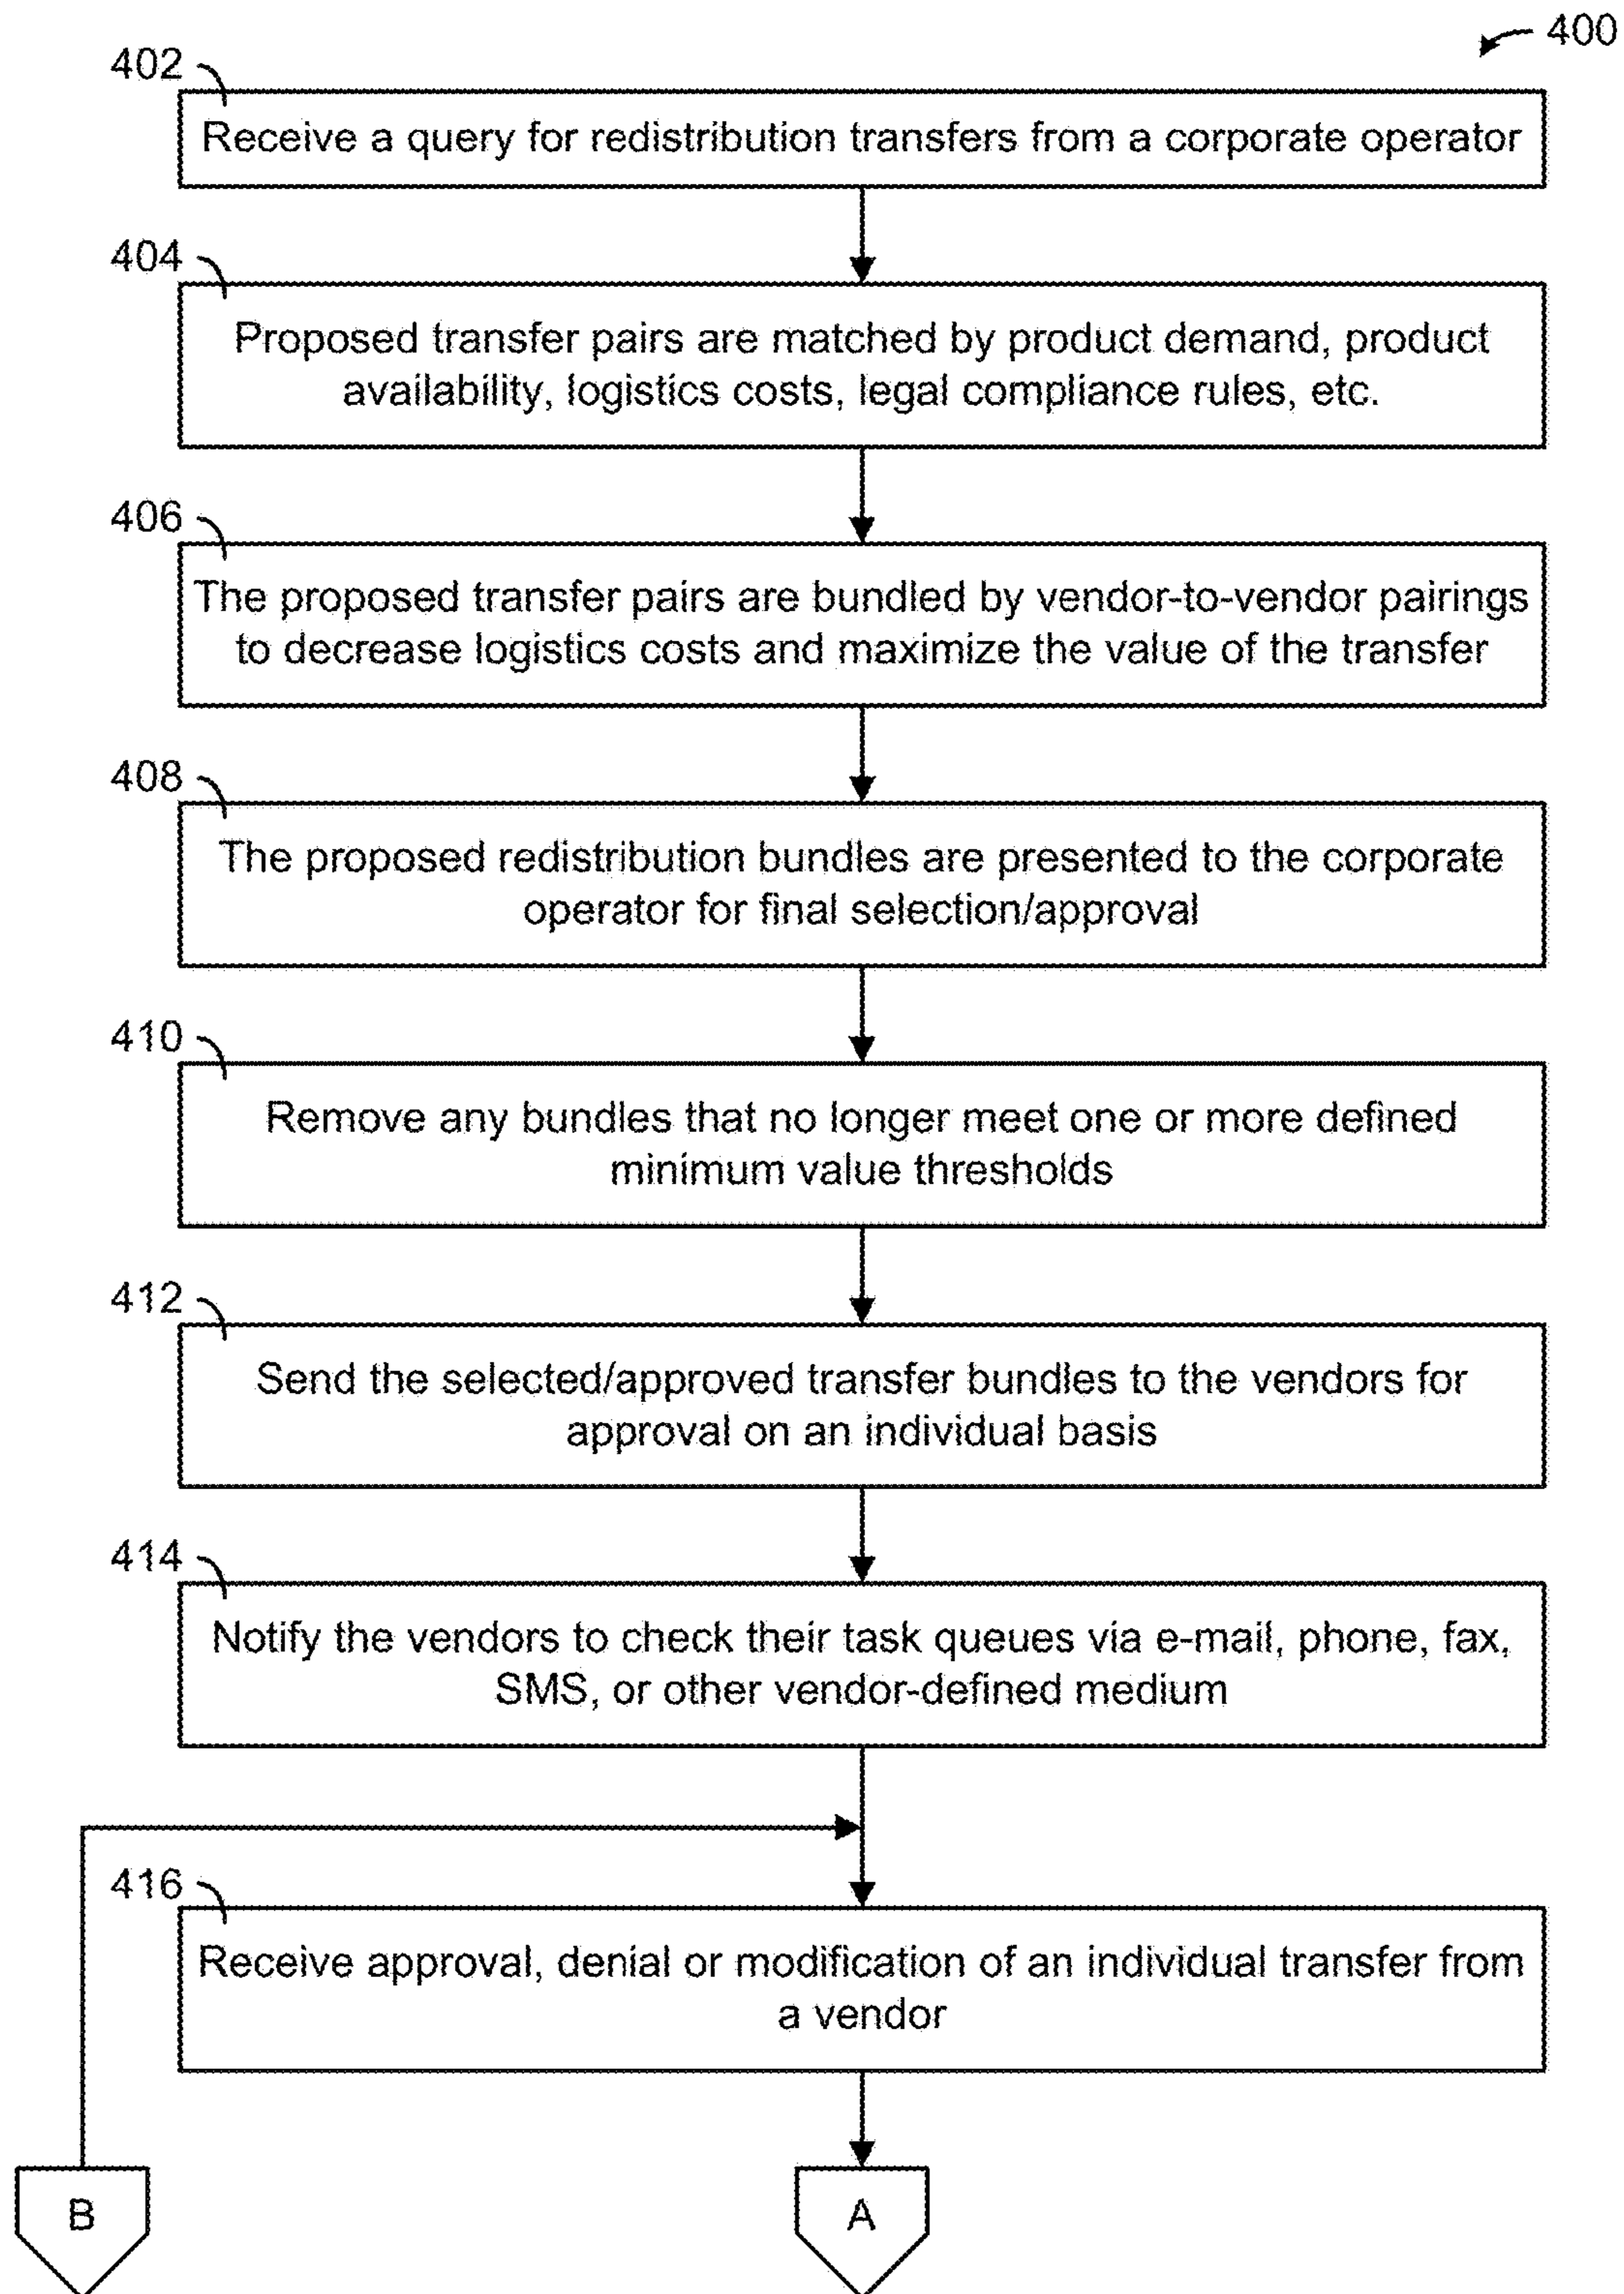 400
402
Receive a query for redistribution transfers from a corporate operator
404
Proposed transfer pairs are matched by product demand, product
availability, logistics costs, legal compliance rules, etc.
406
The proposed transfer pairs are bundled by vendor-to-vendor pairings
to decrease logistics costs and maximize the value of the transfer
408
The proposed redistribution bundles are presented to the corporate
operator for final selection/approval
410
Remove any bundles that no longer meet one or more defined
minimum value thresholds
412
Send the selected/approved transfer bundles to the vendors for
approval on an individual basis
414
Notify the vendors to check their task queues via e-mail, phone, fax,
SMS, or other vendor-defined medium
416
Receive approval, denial or modification of an individual transfer from
a vendor
B
A